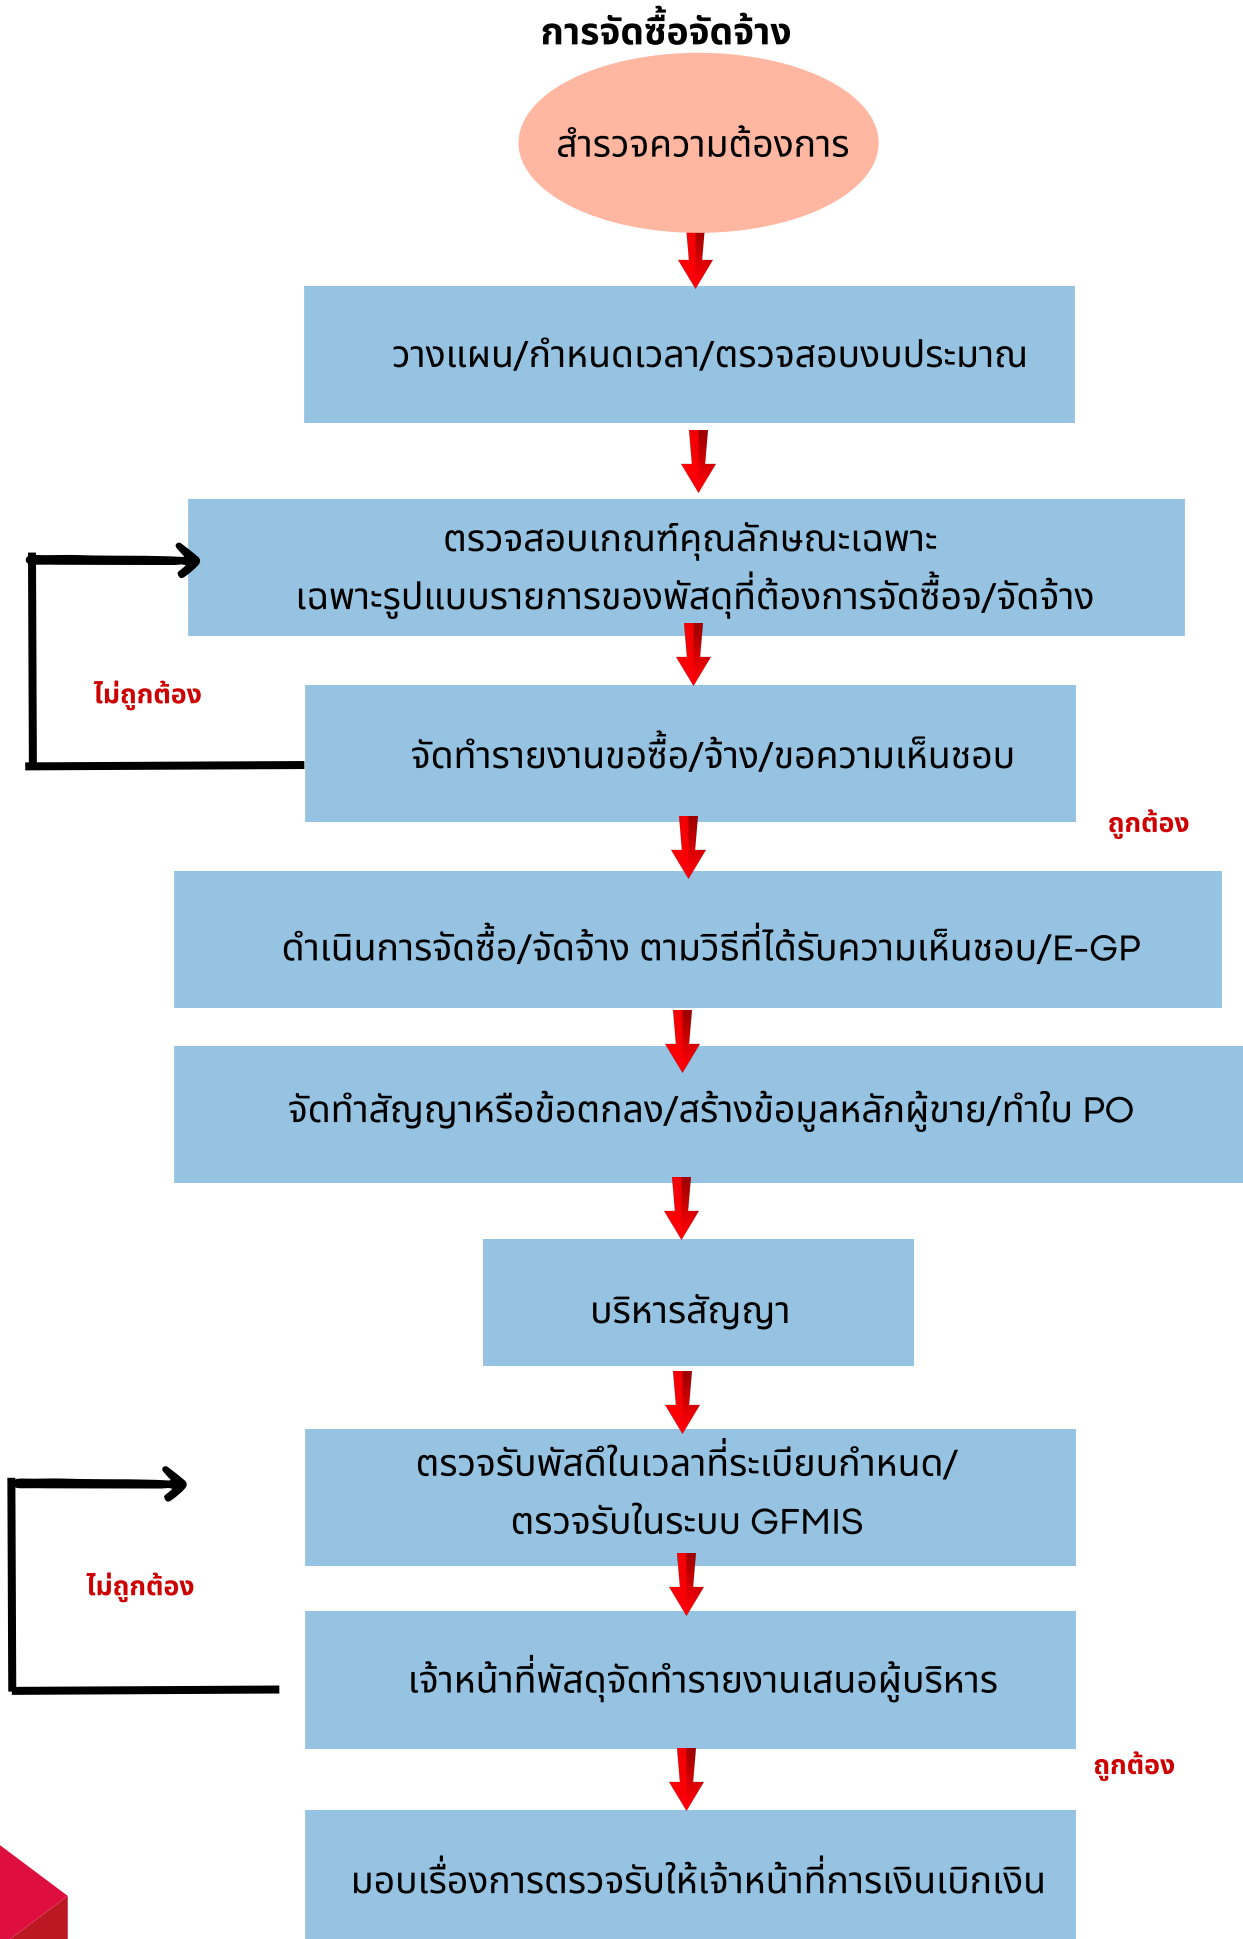 การจัดซื้อจัดจ้าง
สำรวจความต้องการ
วางแผน/กำหนดเวลา/ตรวจสอบงบประมาณ
ตรวจสอบเกณฑ์คุณลักษณะเฉพาะ
เฉพาะรูปแบบรายการของพัสดุที่ต้องการจัดซื้อจ/จัดจ้าง
ไม่ถูกต้อง
จัดทำรายงานขอซื้อ/จ้าง/ขอความเห็นชอบ
ถูกต้อง
ดำเนินการจัดซื้อ/จัดจ้าง ตามวิธีที่ได้รับความเห็นชอบ/E-GP
จัดทำสัญญาหรือข้อตกลง/สร้างข้อมูลหลักผู้ขาย/ทำใบ PO
บริหารสัญญา
ตรวจรับพัสดึในเวลาที่ระเบียบกำหนด/
ตรวจรับในระบบ GFMIS
ไม่ถูกต้อง
เจ้าหน้าที่พัสดุจัดทำรายงานเสนอผู้บริหาร
ถูกต้อง
มอบเรื่องการตรวจรับให้เจ้าหน้าที่การเงินเบิกเงิน